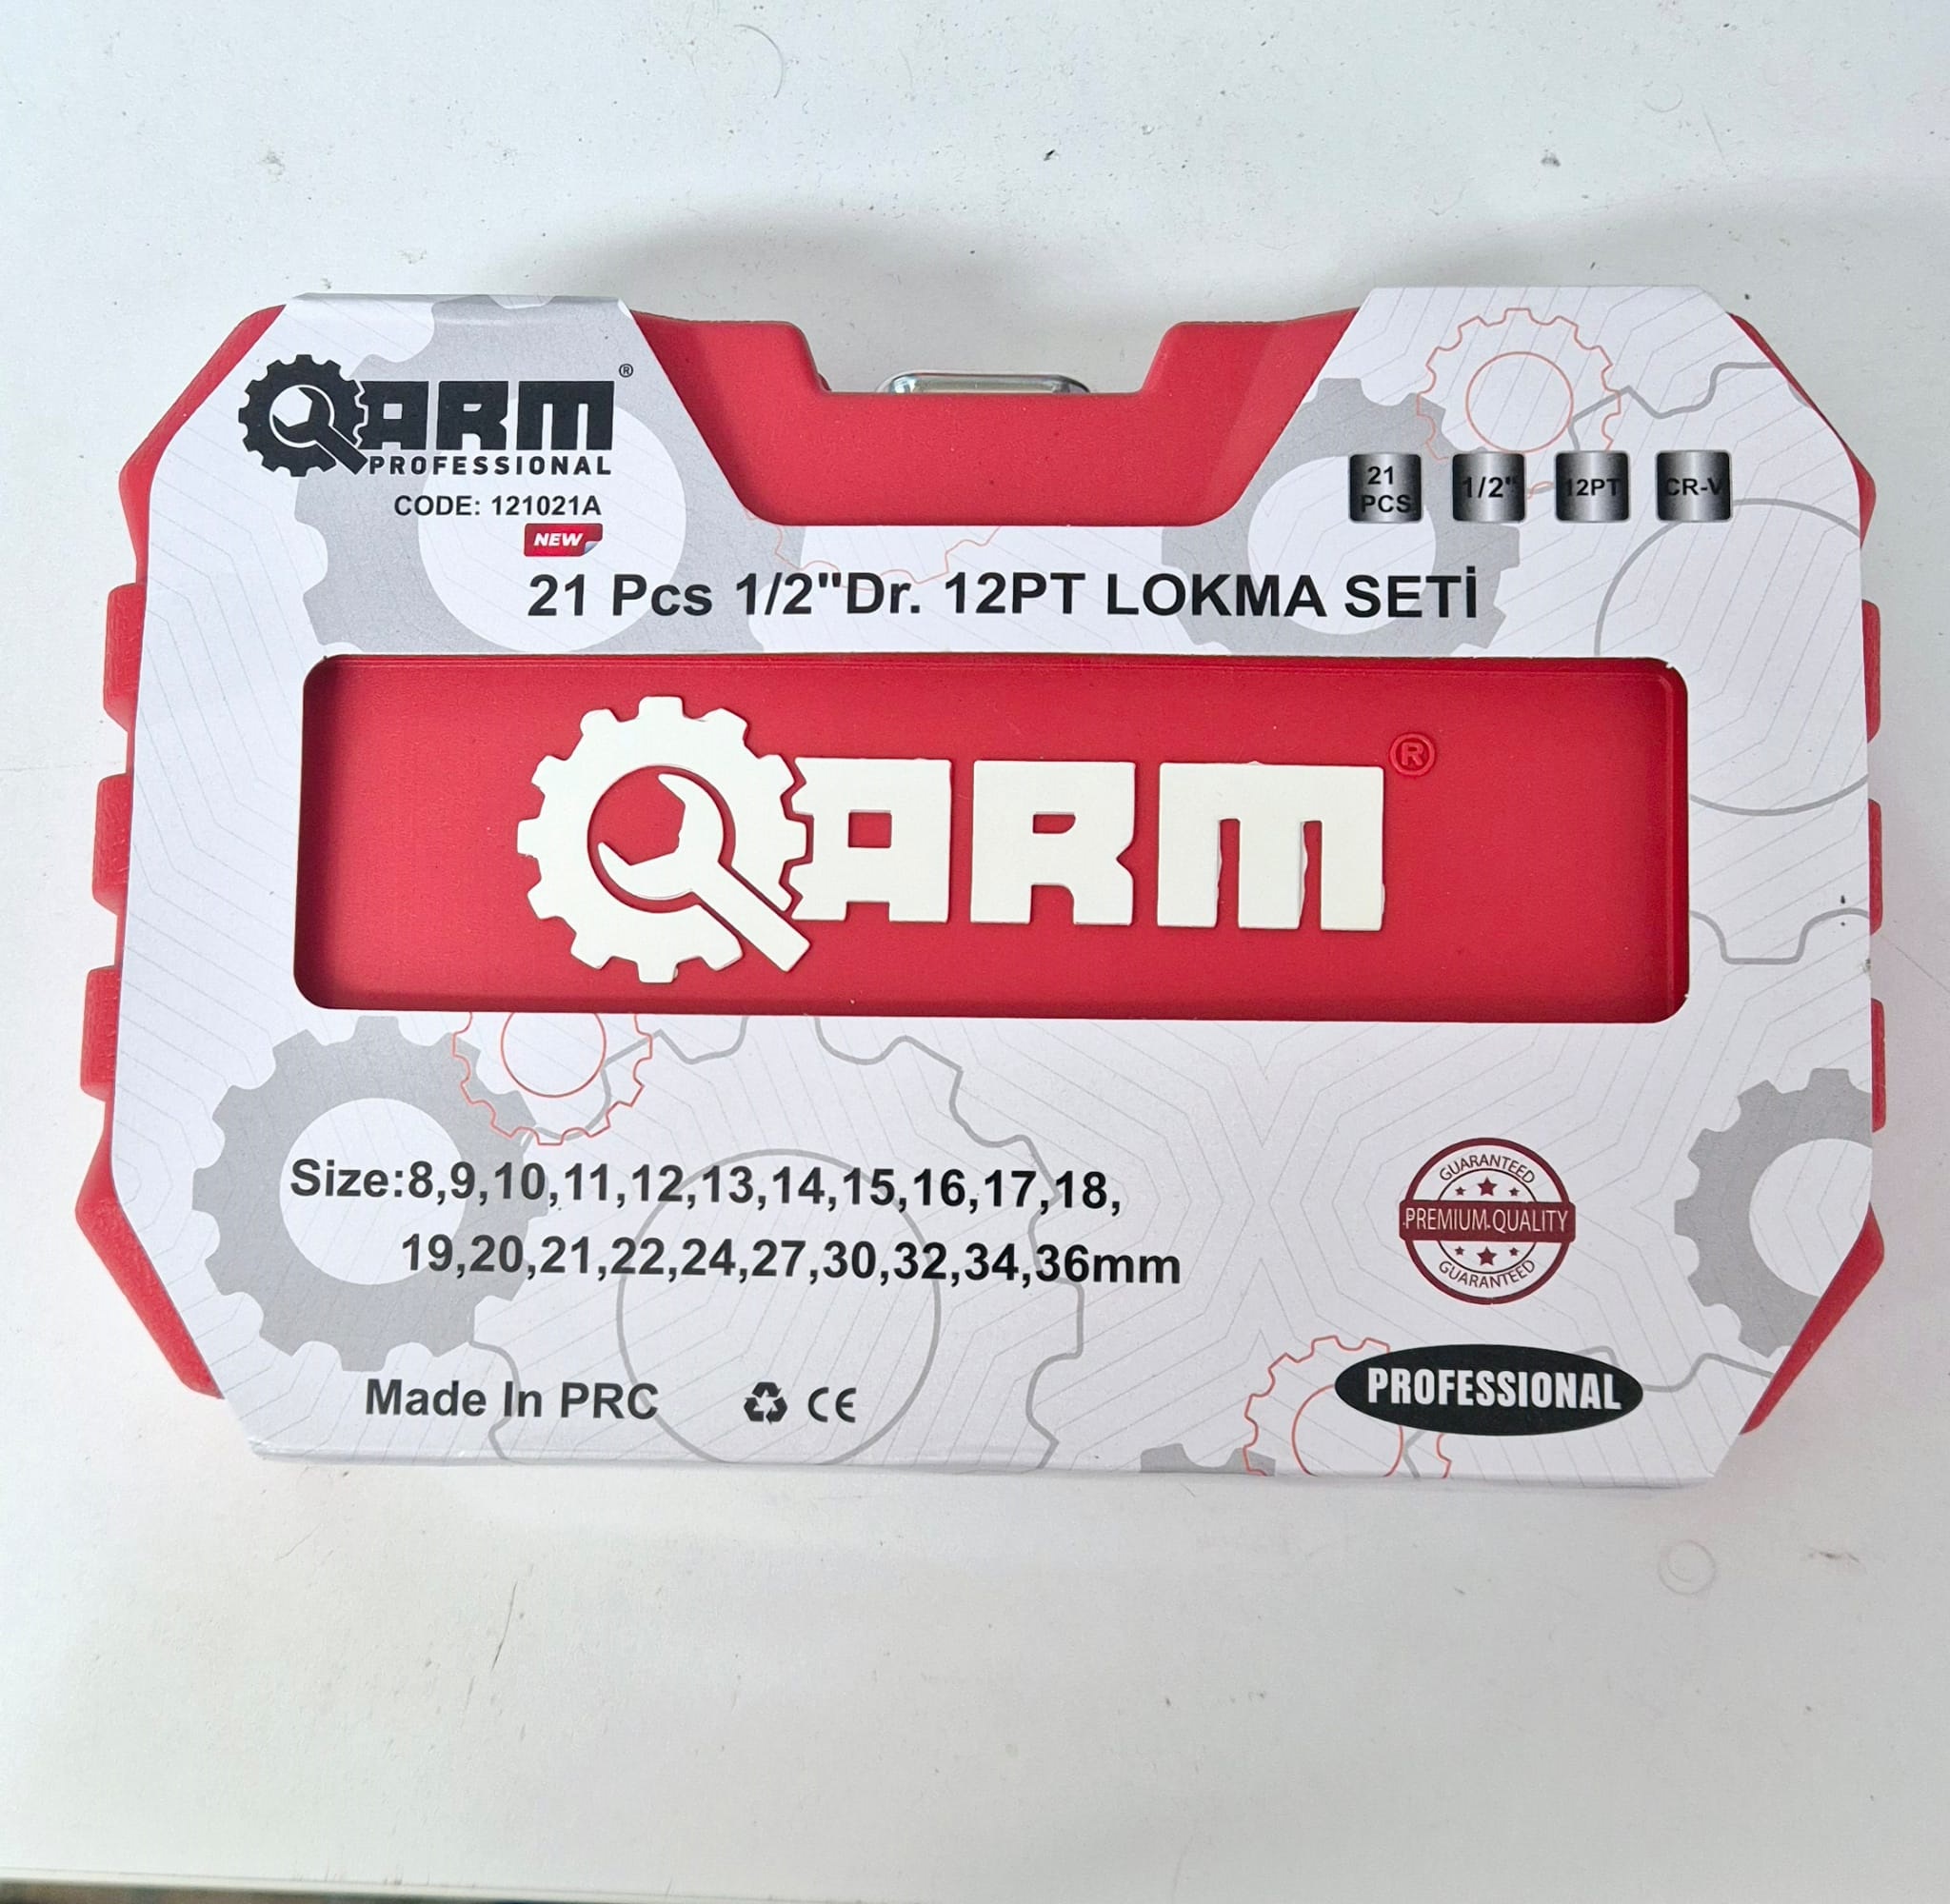 QARM®
PROFESSIONAL
CODE: 121021A
NEW
21 PCS
1/2"
12PT
CR-V
21 Pcs 1/2"Dr. 12PT LOKMA SETİ
QARM®
Size:8,9,10,11,12,13,14,15,16,17,18,
19,20,21,22,24,27,30,32,34,36mm
GUARANTEED
PREMIUM QUALITY
GUARANTEED
Made In PRC CE
PROFESSIONAL